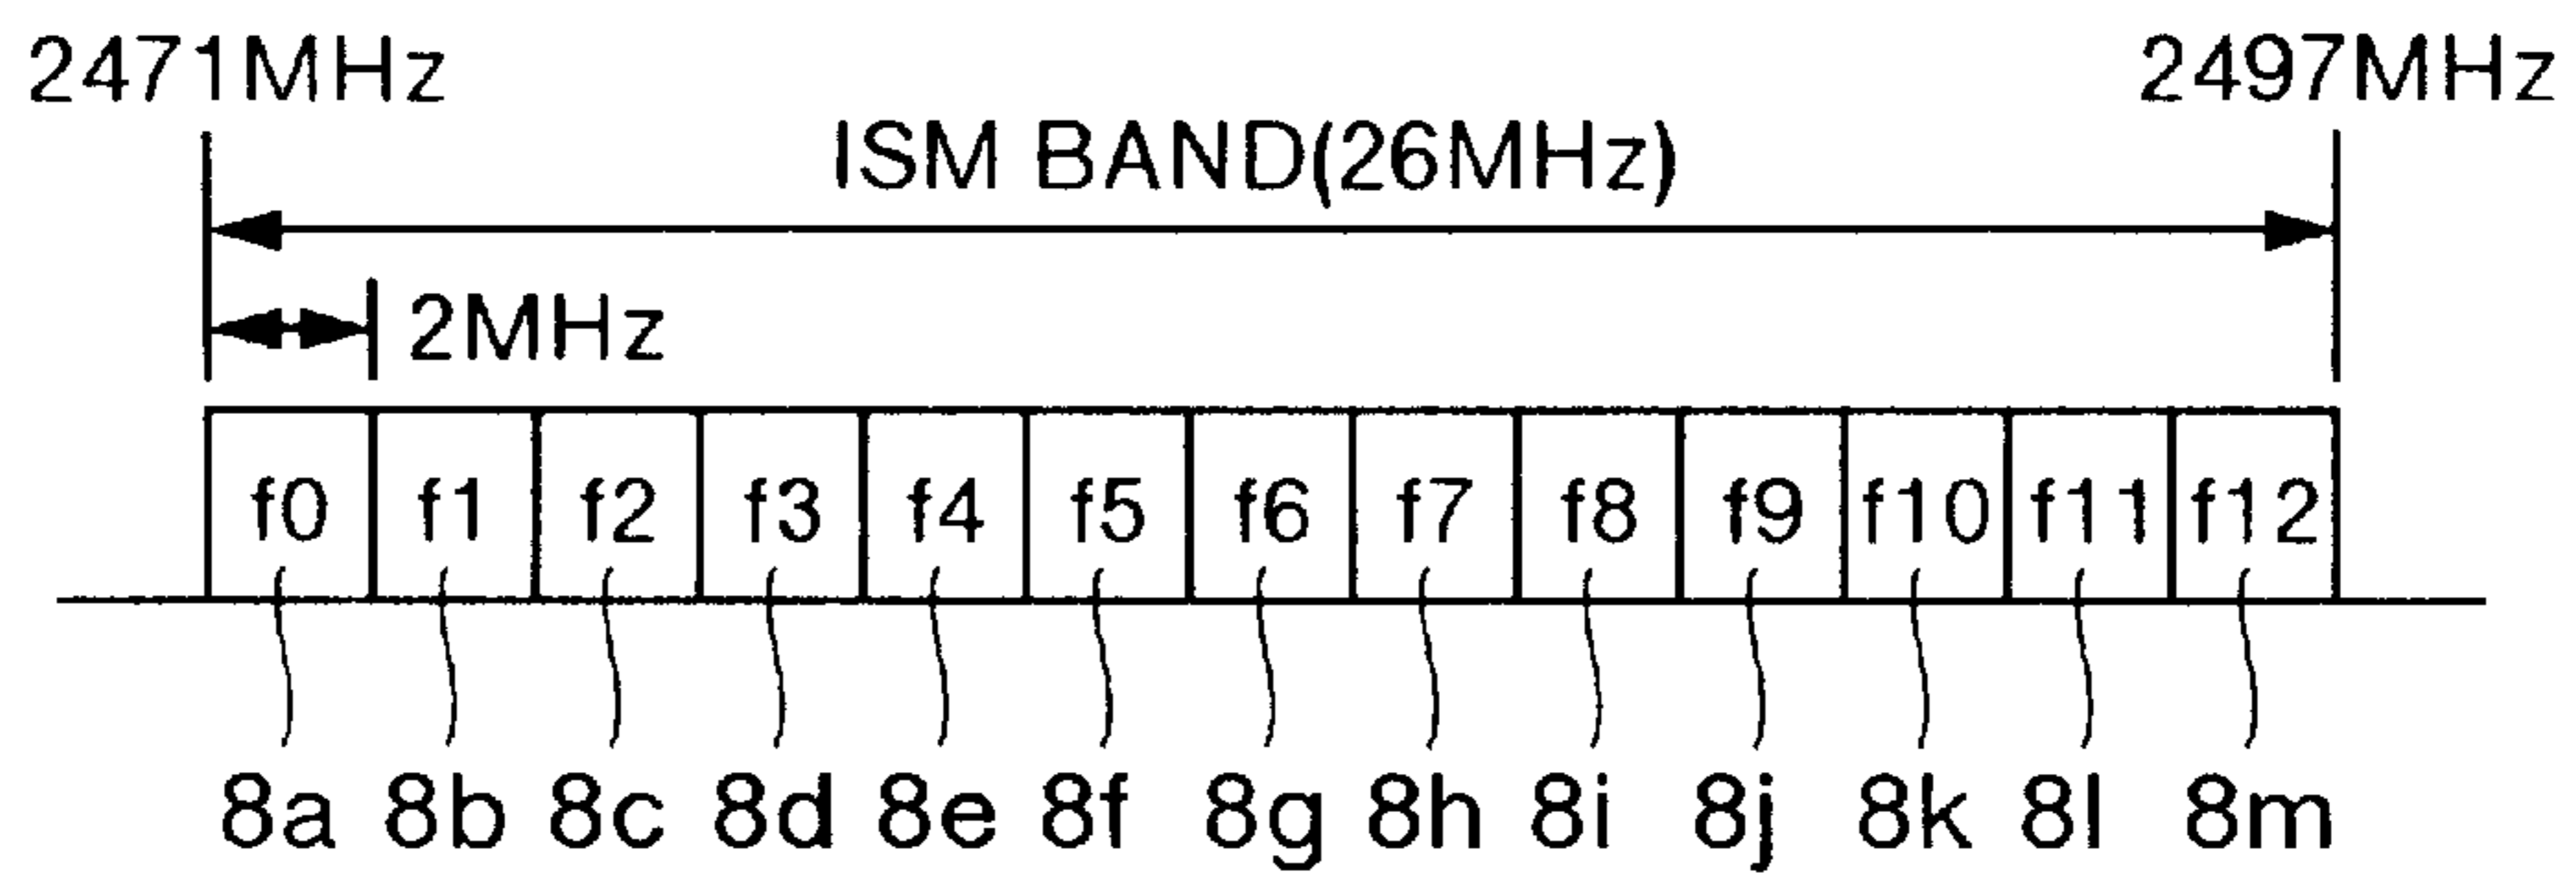 2471MHz 2497MHz
ISM BAND(26MHz)
2MHz
f0 f1 f2 f3 f4 f5 f6 f7 f8 f9 f10 f11 f12
8a 8b 8c 8d 8e 8f 8g 8h 8i 8j 8k 8l 8m